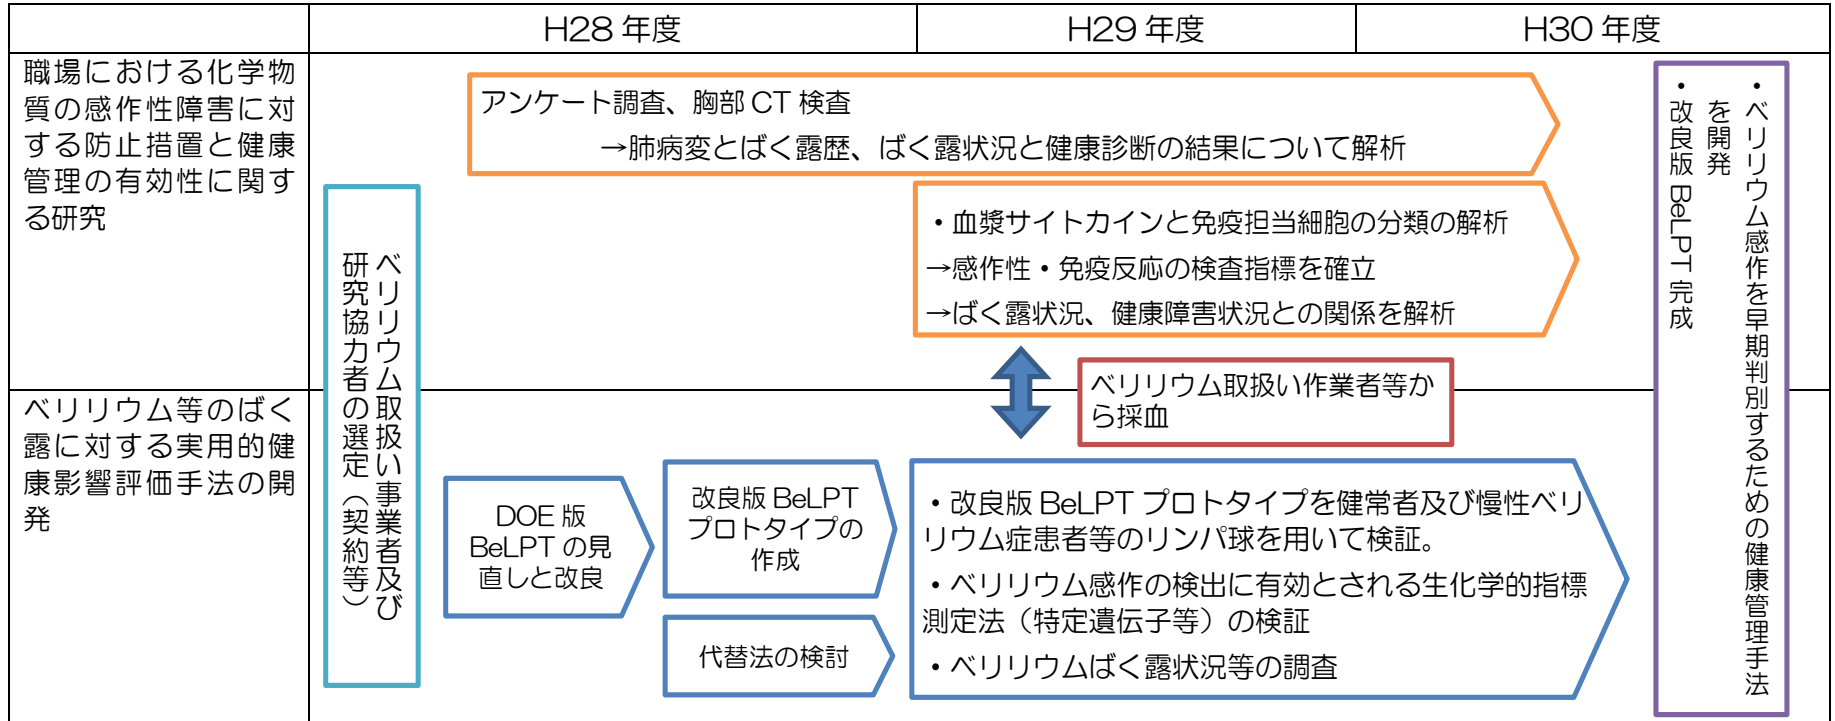 H28 年度
H29 年度
H30 年度
職場における化学物
質の感作性障害に対
する防止措置と健康
管理の有効性に関す
る研究
ベリリウム取扱い事業者及び
研究協力者の選定（契約等）
アンケート調査、胸部 CT 検査
→肺病変とばく露歴、ばく露状況と健康診断の結果について解析
・血漿サイトカインと免疫担当細胞の分類の解析
→感作性・免疫反応の検査指標を確立
→ばく露状況、健康障害状況との関係を解析
ベリリウム取扱い作業者等か
ら採血
ベリリウム等のばく
露に対する実用的健
康影響評価手法の開
発
DOE 版
BeLPT の見
直しと改良
改良版 BeLPT
プロトタイプの
作成
代替法の検討
・改良版 BeLPT プロトタイプを健常者及び慢性ベリ
リウム症患者等のリンパ球を用いて検証。
・ベリリウム感作の検出に有効とされる生化学的指標
測定法（特定遺伝子等）の検証
・ベリリウムばく露状況等の調査
・ベリリウム感作を早期判別するための健康管理手法
を開発
・改良版 BeLPT 完成